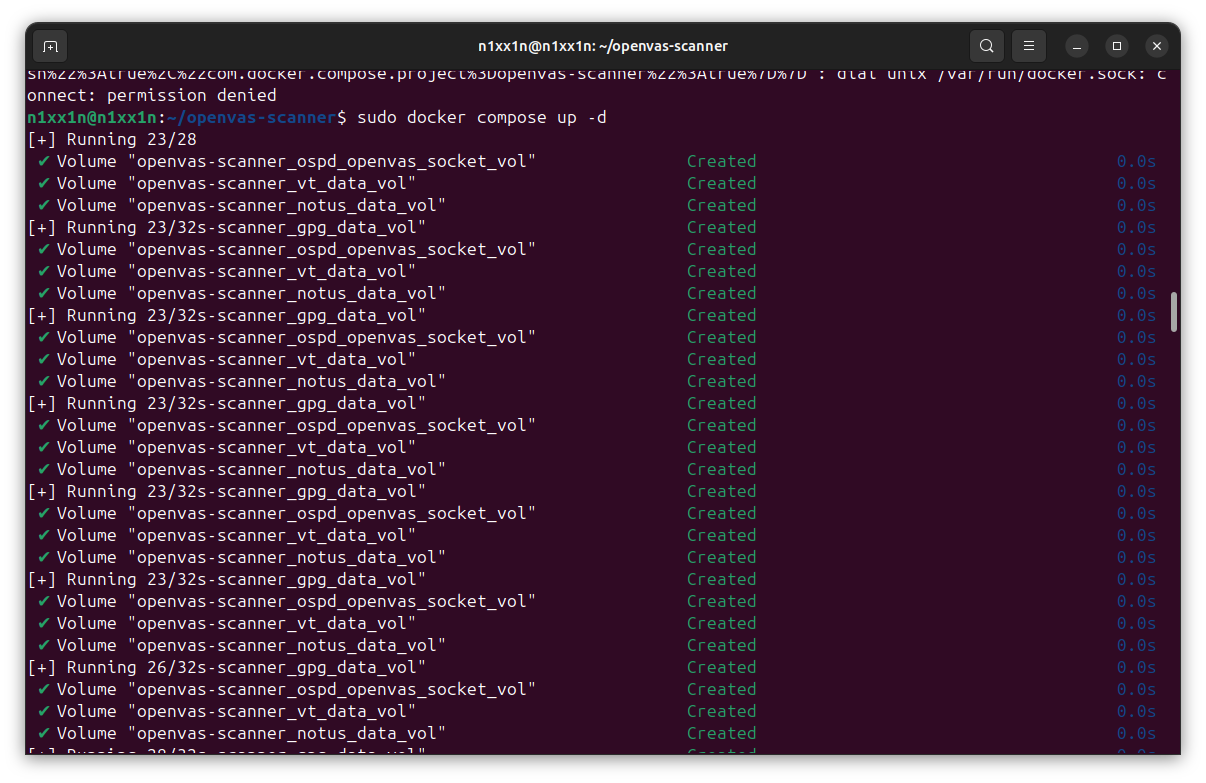 n1xx1n@n1xx1n: ~/openvas-scanner
sh%22%3Atrue%2C%22com.docker.compose.project%3Dopenvas-scanner%22%3Atrue%7D%7D": dial unix /var/run/docker.sock: c
onnect: permission denied
n1xx1n@n1xx1n:~/openvas-scanner$ sudo docker compose up -d
[+] Running 23/28
✔ Volume "openvas-scanner_ospd_openvas_socket_vol" Created 0.0s
✔ Volume "openvas-scanner_vt_data_vol" Created 0.0s
✔ Volume "openvas-scanner_notus_data_vol" Created 0.0s
[+] Running 23/32s-scanner_gpg_data_vol" Created 0.0s
✔ Volume "openvas-scanner_ospd_openvas_socket_vol" Created 0.0s
✔ Volume "openvas-scanner_vt_data_vol" Created 0.0s
✔ Volume "openvas-scanner_notus_data_vol" Created 0.0s
[+] Running 23/32s-scanner_gpg_data_vol" Created 0.0s
✔ Volume "openvas-scanner_ospd_openvas_socket_vol" Created 0.0s
✔ Volume "openvas-scanner_vt_data_vol" Created 0.0s
✔ Volume "openvas-scanner_notus_data_vol" Created 0.0s
[+] Running 23/32s-scanner_gpg_data_vol" Created 0.0s
✔ Volume "openvas-scanner_ospd_openvas_socket_vol" Created 0.0s
✔ Volume "openvas-scanner_vt_data_vol" Created 0.0s
✔ Volume "openvas-scanner_notus_data_vol" Created 0.0s
[+] Running 23/32s-scanner_gpg_data_vol" Created 0.0s
✔ Volume "openvas-scanner_ospd_openvas_socket_vol" Created 0.0s
✔ Volume "openvas-scanner_vt_data_vol" Created 0.0s
✔ Volume "openvas-scanner_notus_data_vol" Created 0.0s
[+] Running 23/32s-scanner_gpg_data_vol" Created 0.0s
✔ Volume "openvas-scanner_ospd_openvas_socket_vol" Created 0.0s
✔ Volume "openvas-scanner_vt_data_vol" Created 0.0s
✔ Volume "openvas-scanner_notus_data_vol" Created 0.0s
[+] Running 26/32s-scanner_gpg_data_vol" Created 0.0s
✔ Volume "openvas-scanner_ospd_openvas_socket_vol" Created 0.0s
✔ Volume "openvas-scanner_vt_data_vol" Created 0.0s
✔ Volume "openvas-scanner_notus_data_vol" Created 0.0s
[+] Running 28/32s-scanner_gpg_data_vol" Created 0.0s